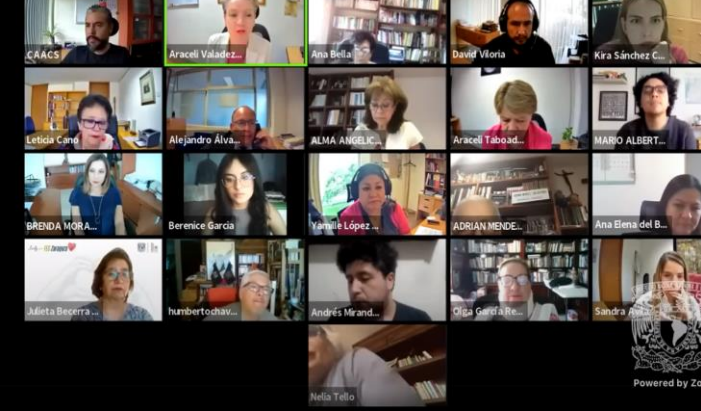 CAACS
Araceli Valadez...
Ana Bella
David Viloria
Kira Sánchez C...
Leticia Cano
Alejandro Álva...
ALMA ANGELIC...
Araceli Taboad...
MARIO ALBERT...
BRENDA MORA...
Berenice García
Yamille López ...
ADRIAN MENDE...
Ana Elena del B...
Julieta Becerra ...
humbertochav...
Andrés Mirand...
Olga García Re...
Sandra
Nelia Tello
Powered by Zo